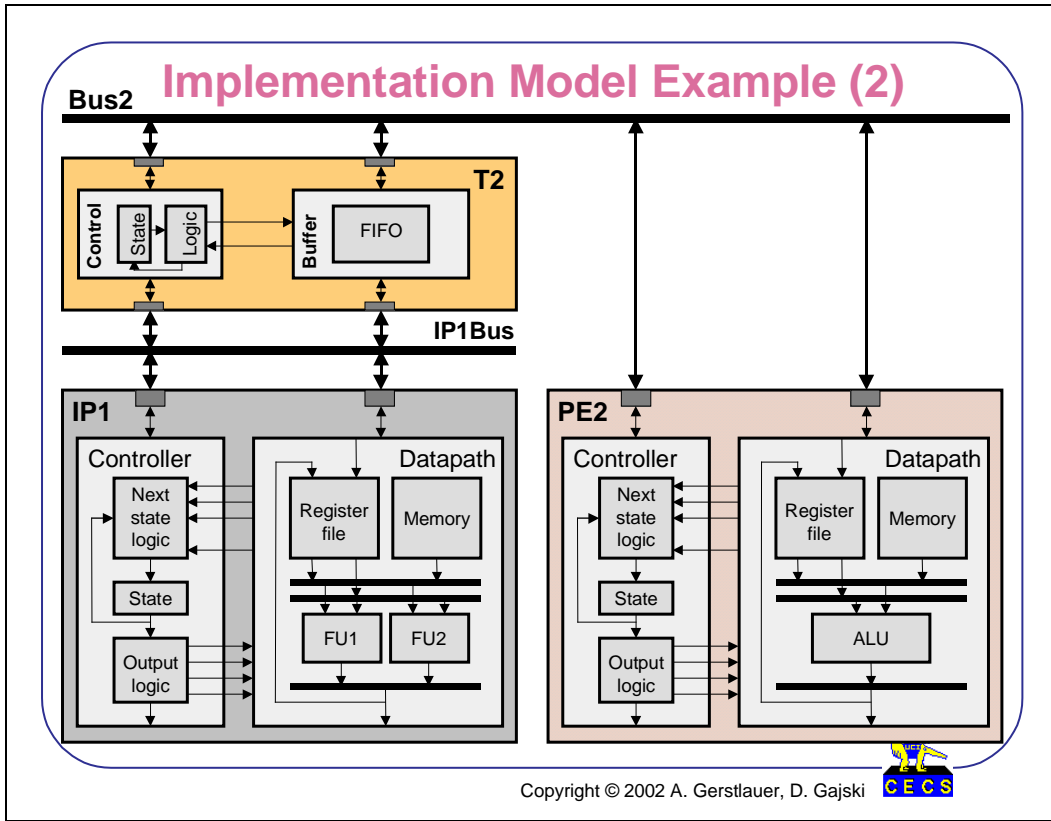 Implementation Model Example (2)
Bus2
T2
Control
State
Logic
Buffer
FIFO
IP1Bus
IP1
Controller
Next
state
logic
State
Output
logic
Datapath
Register
file
Memory
FU1
FU2
PE2
Controller
Next
state
logic
State
Output
logic
Datapath
Register
file
Memory
ALU
Copyright © 2002 A. Gerstlauer, D. Gajski
UCI
CECS